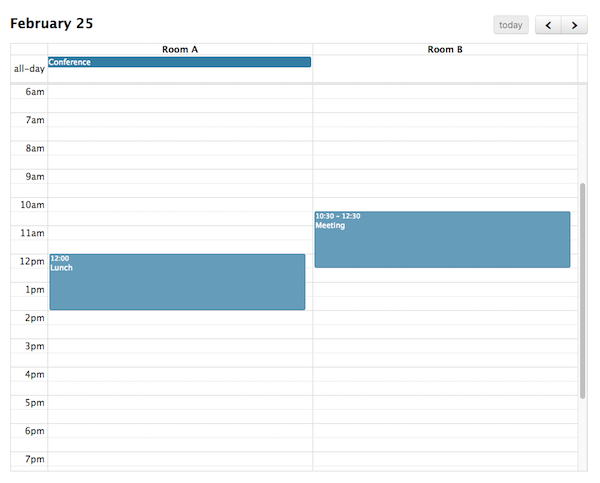 February 25
today
Room A Room B
all-day Conference
6am
7am
8am
9am
10am
10:30 - 12:30
Meeting
11am
12pm
12:00
Lunch
1pm
2pm
3pm
4pm
5pm
6pm
7pm